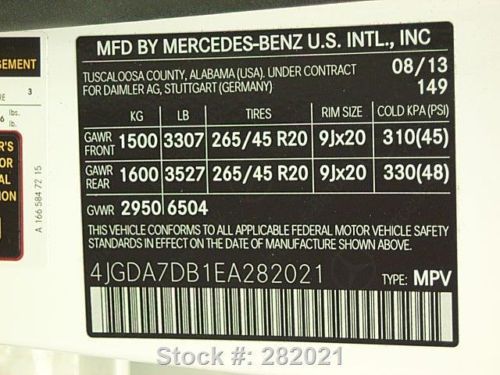 MFD BY MERCEDES-BENZ U.S. INTL., INC
TUSCALOOSA COUNTY, ALABAMA (USA). UNDER CONTRACT
FOR DAIMLER AG, STUTTGART (GERMANY)
08/13
149
KG LB TIRES RIM SIZE COLD KPA (PSI)
GAWR FRONT 1500 3307 265/45 R20 9Jx20 310(45)
GAWR REAR 1600 3527 265/45 R20 9Jx20 330(48)
GVWR 2950 6504
THIS VEHICLE CONFORMS TO ALL APPLICABLE FEDERAL MOTOR VEHICLE SAFETY
STANDARDS IN EFFECT ON THE DATE OF MANUFACTURE SHOWN ABOVE.
4JGDA7DB1EA282021 TYPE: MPV
A 166 584 72 15
3
lbs.
Stock #: 282021